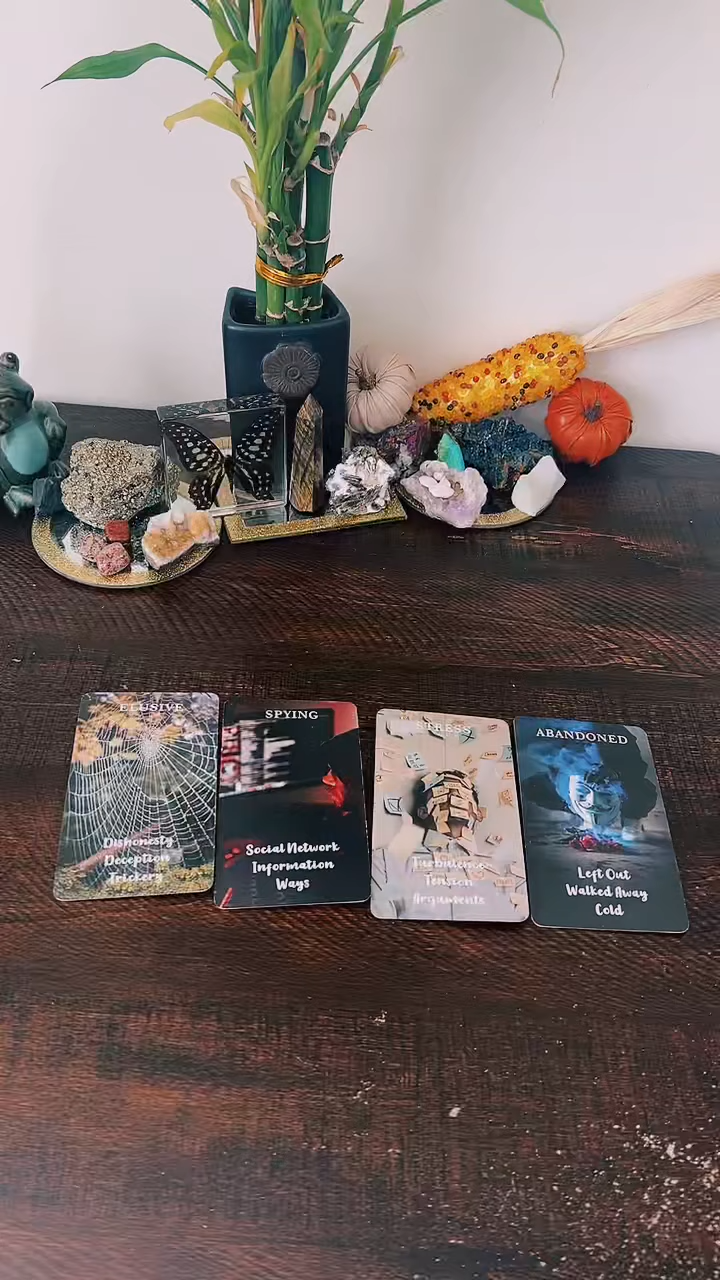 ELUSIVE
Dishonesty
Deception
Trickery
SPYING
Social Network
Information
Ways
STRESS
Turbulence
Tension
Arguments
ABANDONED
Left Out
Walked Away
Cold